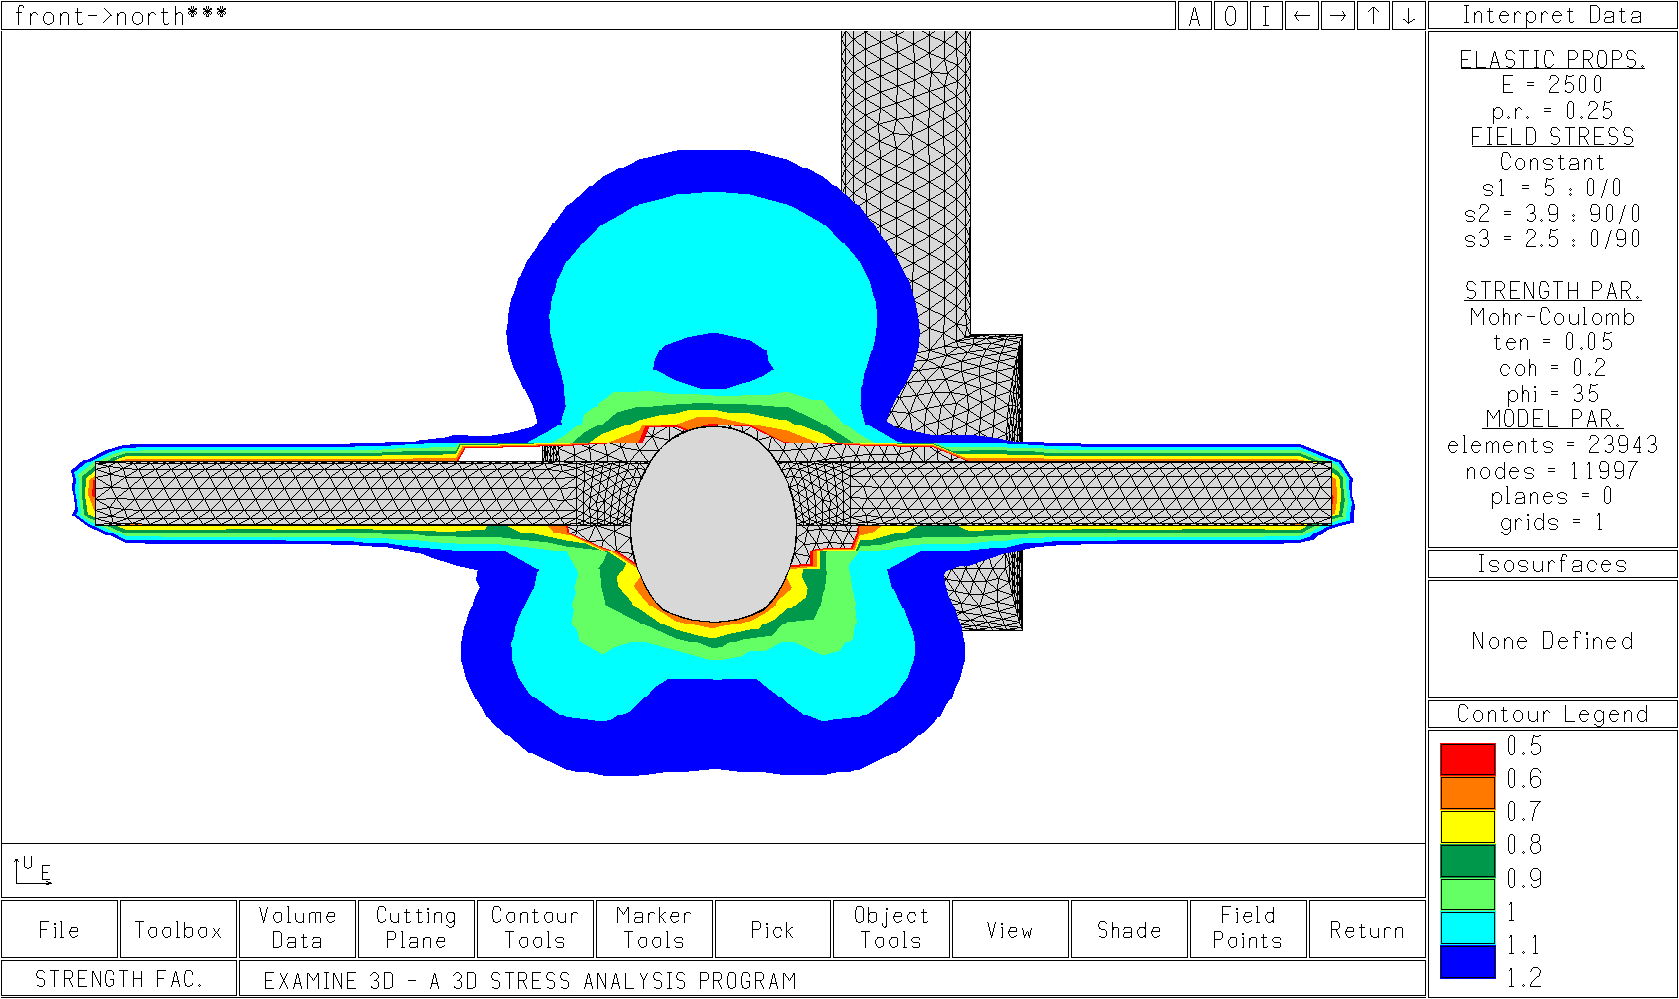 front->north***
A O I ← → ↑ ↓
Interpret Data
ELASTIC PROPS.
E = 2500
p.r. = 0.25
FIELD STRESS
Constant
s1 = 5 : 0/0
s2 = 3.9 : 90/0
s3 = 2.5 : 0/90
STRENGTH PAR.
Mohr-Coulomb
ten = 0.05
coh = 0.2
phi = 35
MODEL PAR.
elements = 23943
nodes = 11997
planes = 0
grids = 1
Isosurfaces
None Defined
Contour Legend
0.5
0.6
0.7
0.8
0.9
1
1.1
1.2
U
E
File
Toolbox
Volume
Data
Cutting
Plane
Contour
Tools
Marker
Tools
Pick
Object
Tools
View
Shade
Field
Points
Return
STRENGTH FAC.
EXAMINE 3D - A 3D STRESS ANALYSIS PROGRAM